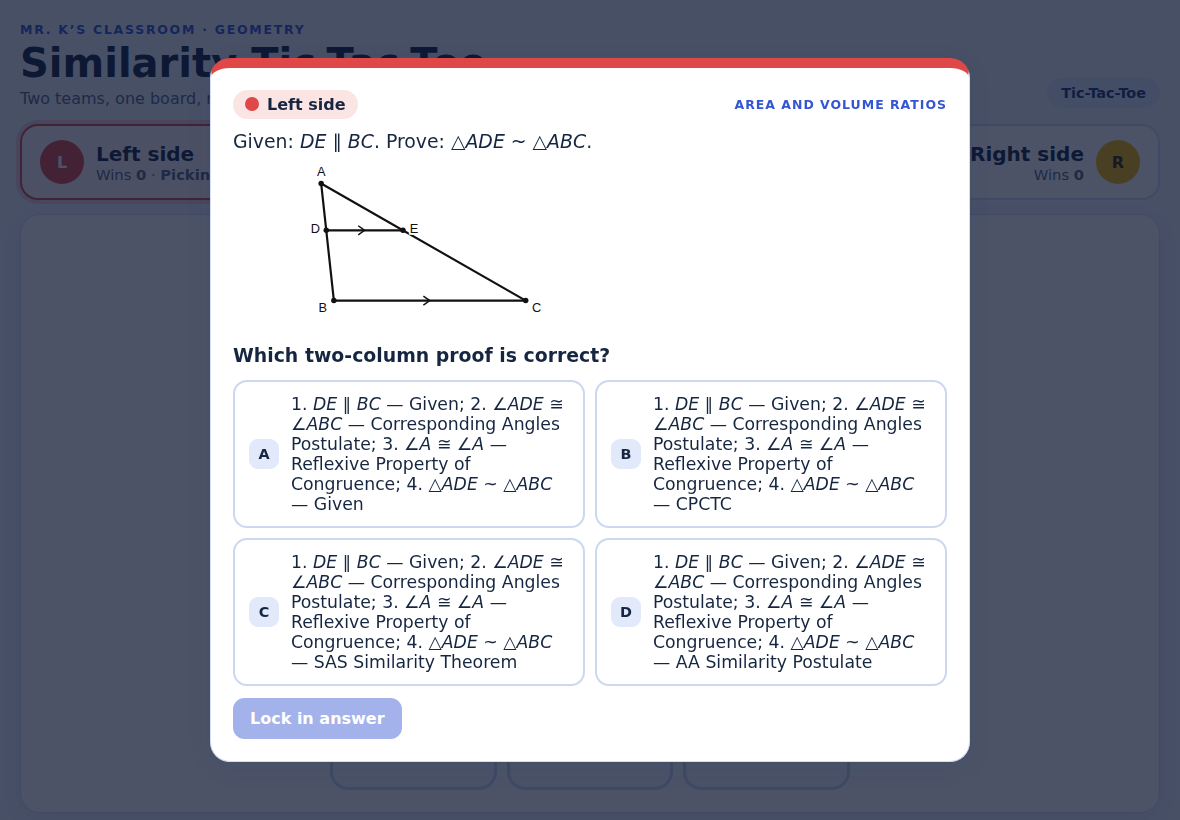 MR. K’S CLASSROOM · GEOMETRY
Similarity Tic-Tac-Toe
Two teams, one board,
Tic-Tac-Toe
L
Left side
Wins 0 · Pickin
Right side
Wins 0
R
Left side
AREA AND VOLUME RATIOS
Given: DE ∥ BC. Prove: △ADE ~ △ABC.
A
D
E
B
C
Which two-column proof is correct?
A
1. DE ∥ BC — Given; 2. ∠ADE ≅
∠ABC — Corresponding Angles
Postulate; 3. ∠A ≅ ∠A —
Reflexive Property of
Congruence; 4. △ADE ~ △ABC
— Given
B
1. DE ∥ BC — Given; 2. ∠ADE ≅
∠ABC — Corresponding Angles
Postulate; 3. ∠A ≅ ∠A —
Reflexive Property of
Congruence; 4. △ADE ~ △ABC
— CPCTC
C
1. DE ∥ BC — Given; 2. ∠ADE ≅
∠ABC — Corresponding Angles
Postulate; 3. ∠A ≅ ∠A —
Reflexive Property of
Congruence; 4. △ADE ~ △ABC
— SAS Similarity Theorem
D
1. DE ∥ BC — Given; 2. ∠ADE ≅
∠ABC — Corresponding Angles
Postulate; 3. ∠A ≅ ∠A —
Reflexive Property of
Congruence; 4. △ADE ~ △ABC
— AA Similarity Postulate
Lock in answer